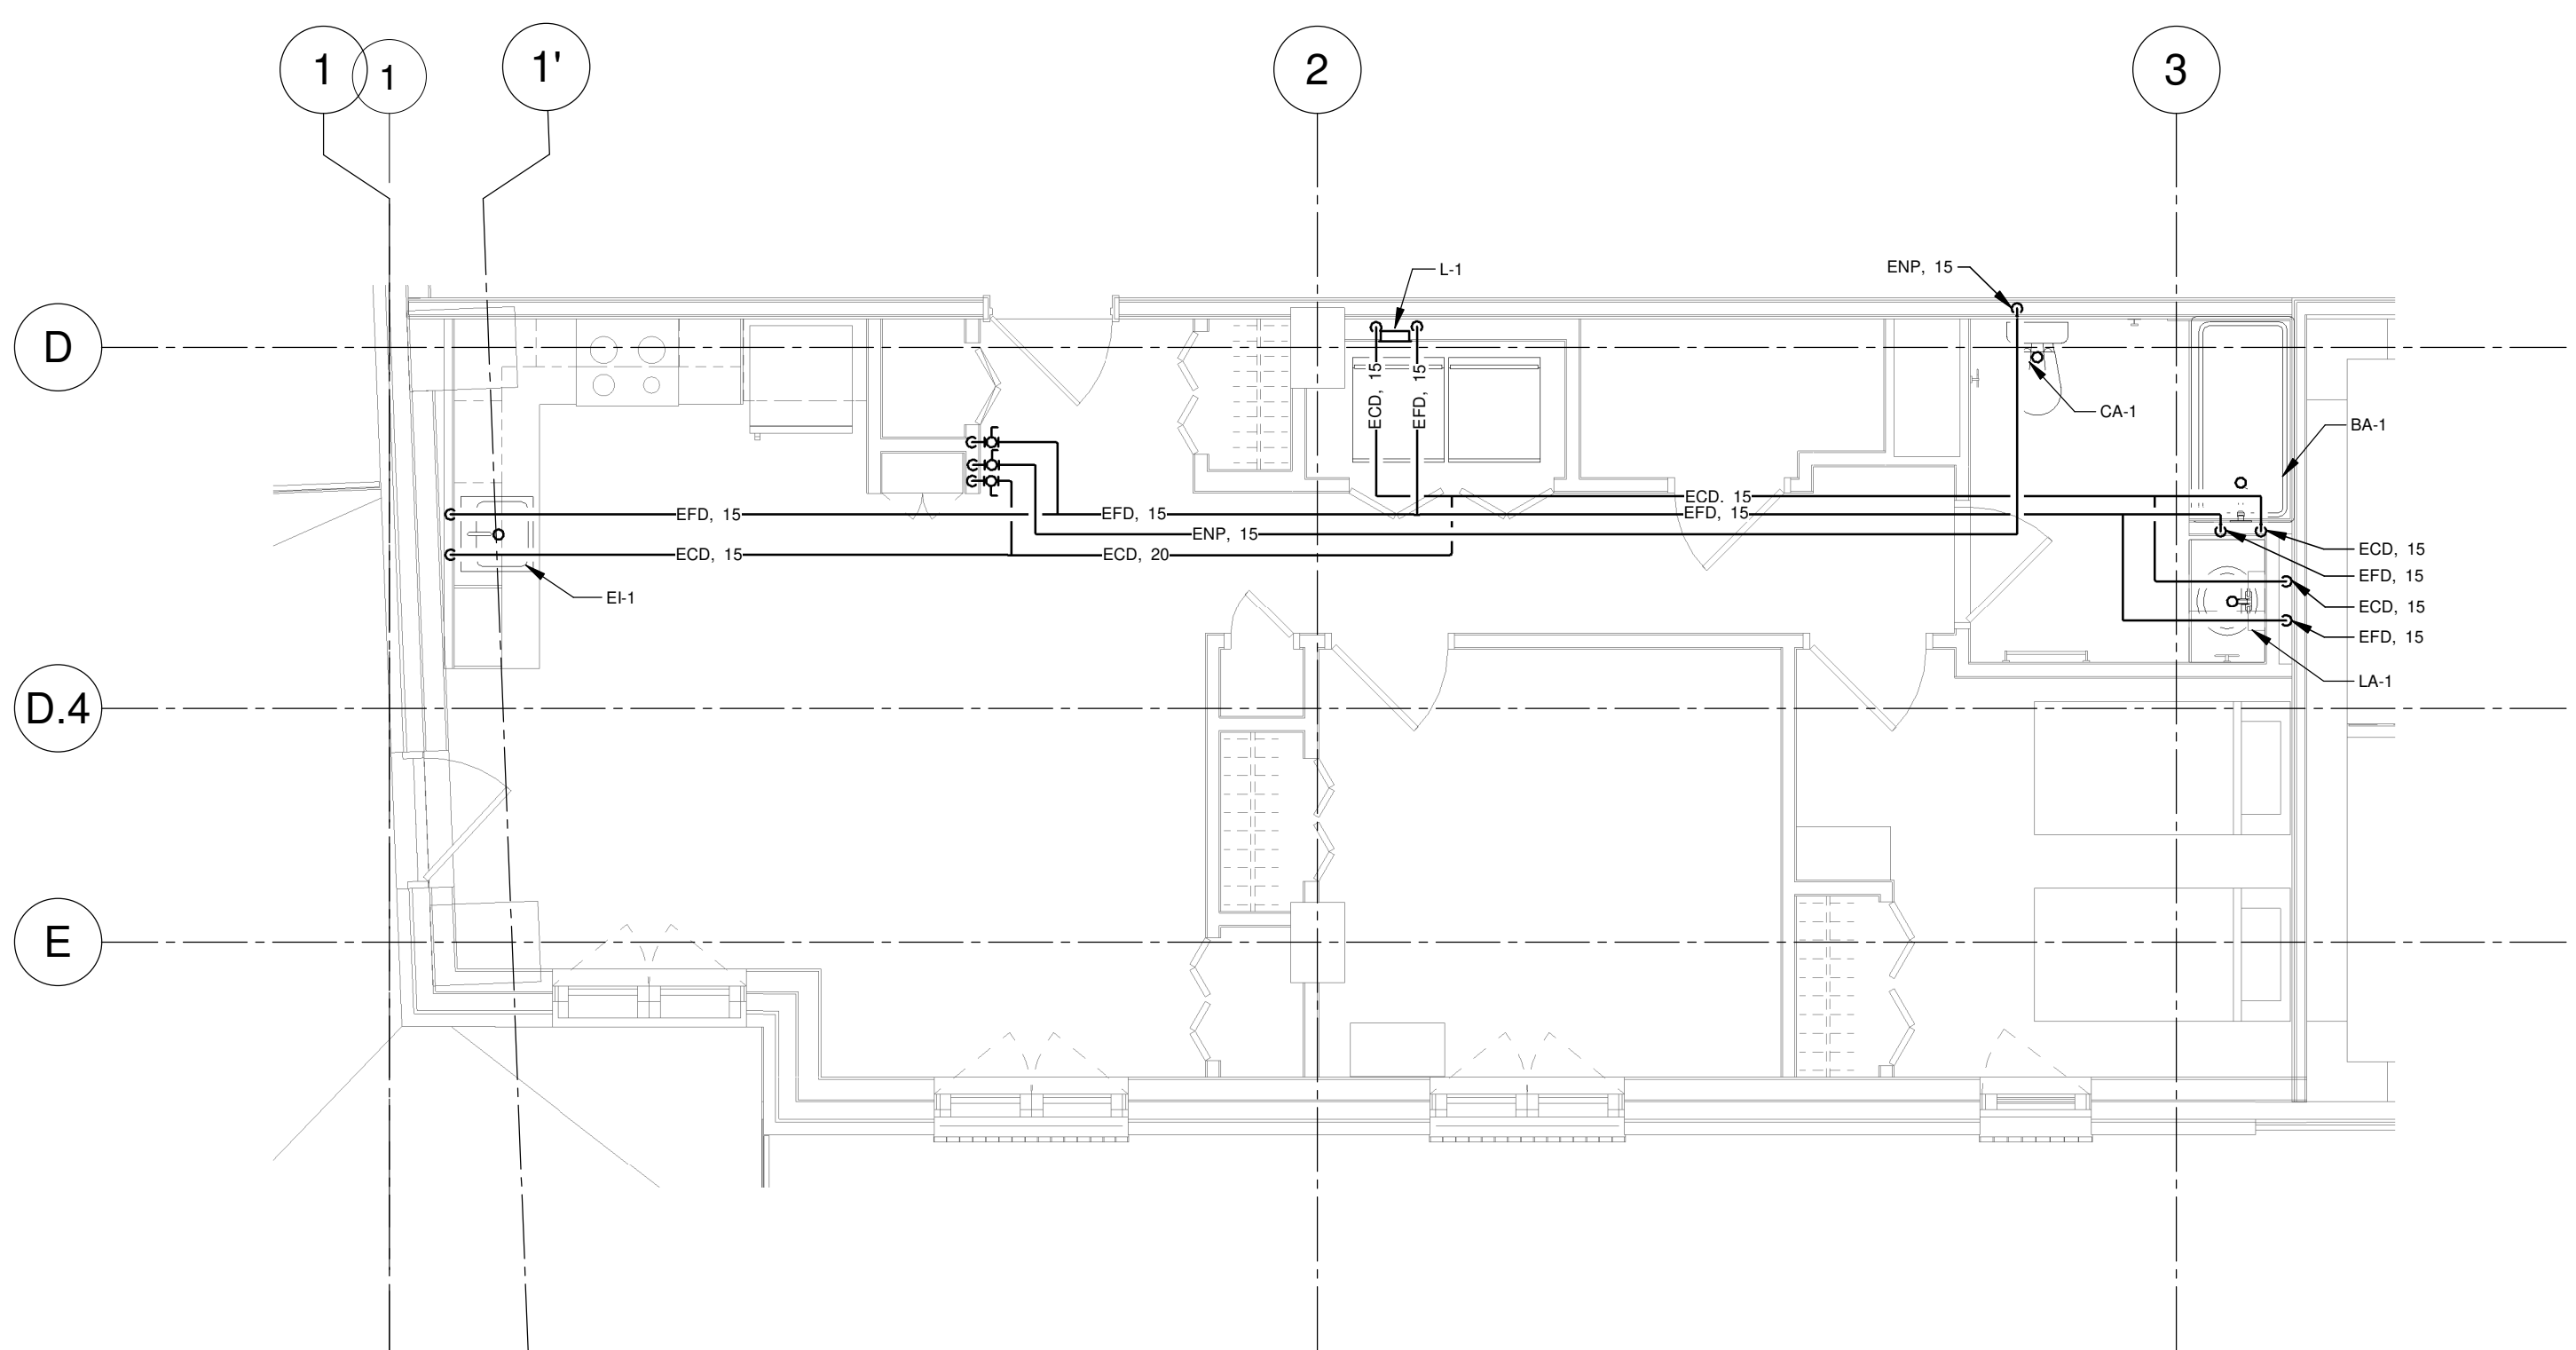 1
1
1'
2
3
L-1
ENP, 15
D
ECD, 15
EFD, 15
CA-1
BA-1
ECD. 15
EFD, 15
EFD, 15
EFD, 15
ENP, 15
ECD, 15
ECD, 20
ECD, 15
EFD, 15
EI-1
ECD, 15
EFD, 15
LA-1
D.4
E